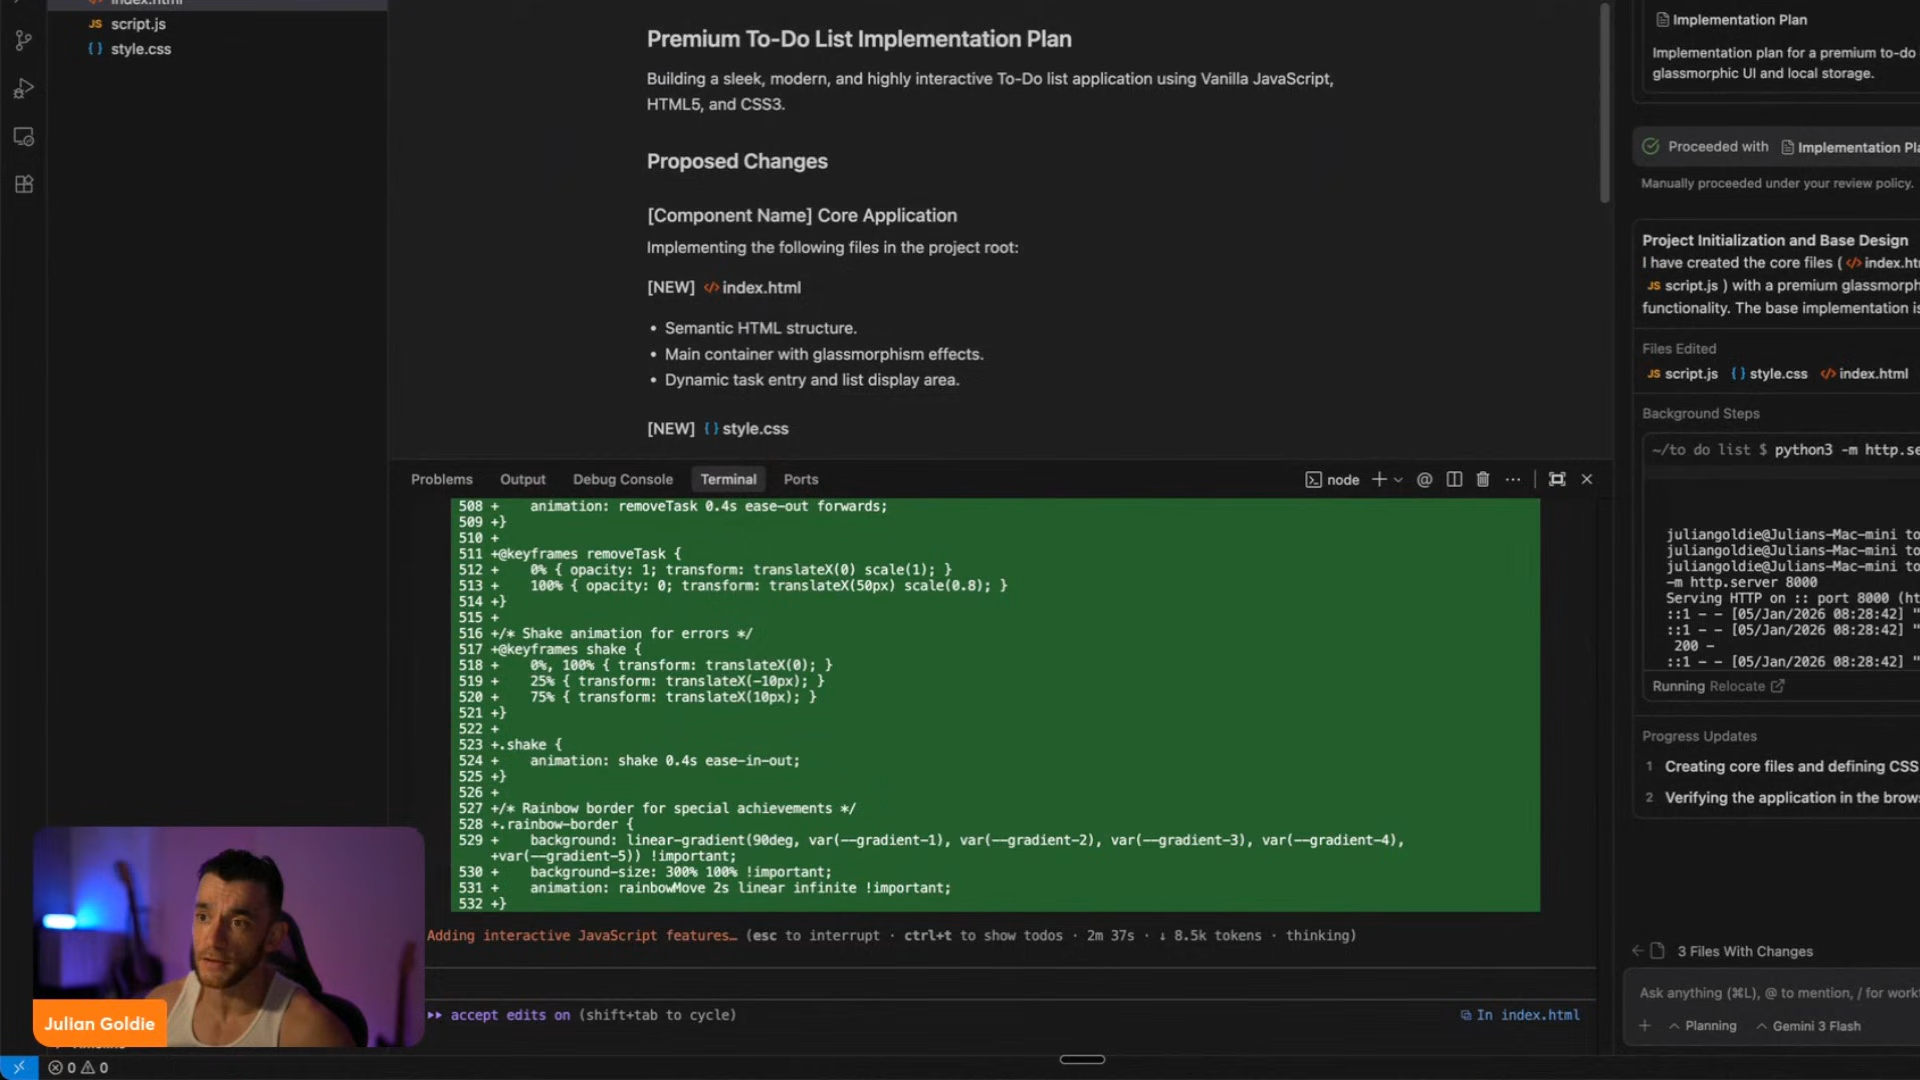 index.html
JS script.js
{} style.css
Premium To-Do List Implementation Plan
Building a sleek, modern, and highly interactive To-Do list application using Vanilla JavaScript,
HTML5, and CSS3.
Proposed Changes
[Component Name] Core Application
Implementing the following files in the project root:
[NEW] </> index.html
• Semantic HTML structure.
• Main container with glassmorphism effects.
• Dynamic task entry and list display area.
[NEW] {} style.css
Problems Output Debug Console Terminal Ports
node
508 +    animation: removeTask 0.4s ease-out forwards;
509 +}
510 +
511 +@keyframes removeTask {
512 +    0% { opacity: 1; transform: translateX(0) scale(1); }
513 +    100% { opacity: 0; transform: translateX(50px) scale(0.8); }
514 +}
515 +
516 +/* Shake animation for errors */
517 +@keyframes shake {
518 +    0%, 100% { transform: translateX(0); }
519 +    25% { transform: translateX(-10px); }
520 +    75% { transform: translateX(10px); }
521 +}
522 +
523 +.shake {
524 +    animation: shake 0.4s ease-in-out;
525 +}
526 +
527 +/* Rainbow border for special achievements */
528 +.rainbow-border {
529 +    background: linear-gradient(90deg, var(--gradient-1), var(--gradient-2), var(--gradient-3), var(--gradient-4),
+var(--gradient-5)) !important;
530 +    background-size: 300% 100% !important;
531 +    animation: rainbowMove 2s linear infinite !important;
532 +}
Adding interactive JavaScript features… (esc to interrupt · ctrl+t to show todos · 2m 37s · ↓ 8.5k tokens · thinking)
accept edits on (shift+tab to cycle)
In index.html
Julian Goldie
0 0
Implementation Plan
Implementation plan for a premium to-do
glassmorphic UI and local storage.
Proceeded with Implementation Pla
Manually proceeded under your review policy.
Project Initialization and Base Design
I have created the core files ( </> index.ht
JS script.js ) with a premium glassmorph
functionality. The base implementation is
Files Edited
JS script.js {} style.css </> index.html
Background Steps
~/to do list $ python3 -m http.se
juliangoldie@Julians-Mac-mini to
juliangoldie@Julians-Mac-mini to
juliangoldie@Julians-Mac-mini to
-m http.server 8000
Serving HTTP on :: port 8000 (ht
::1 - - [05/Jan/2026 08:28:42] "
::1 - - [05/Jan/2026 08:28:42] "
200 -
::1 - - [05/Jan/2026 08:28:42] "
Running Relocate
Progress Updates
1 Creating core files and defining CSS
2 Verifying the application in the brows
3 Files With Changes
Ask anything (⌘L), @ to mention, / for work
+ Planning Gemini 3 Flash